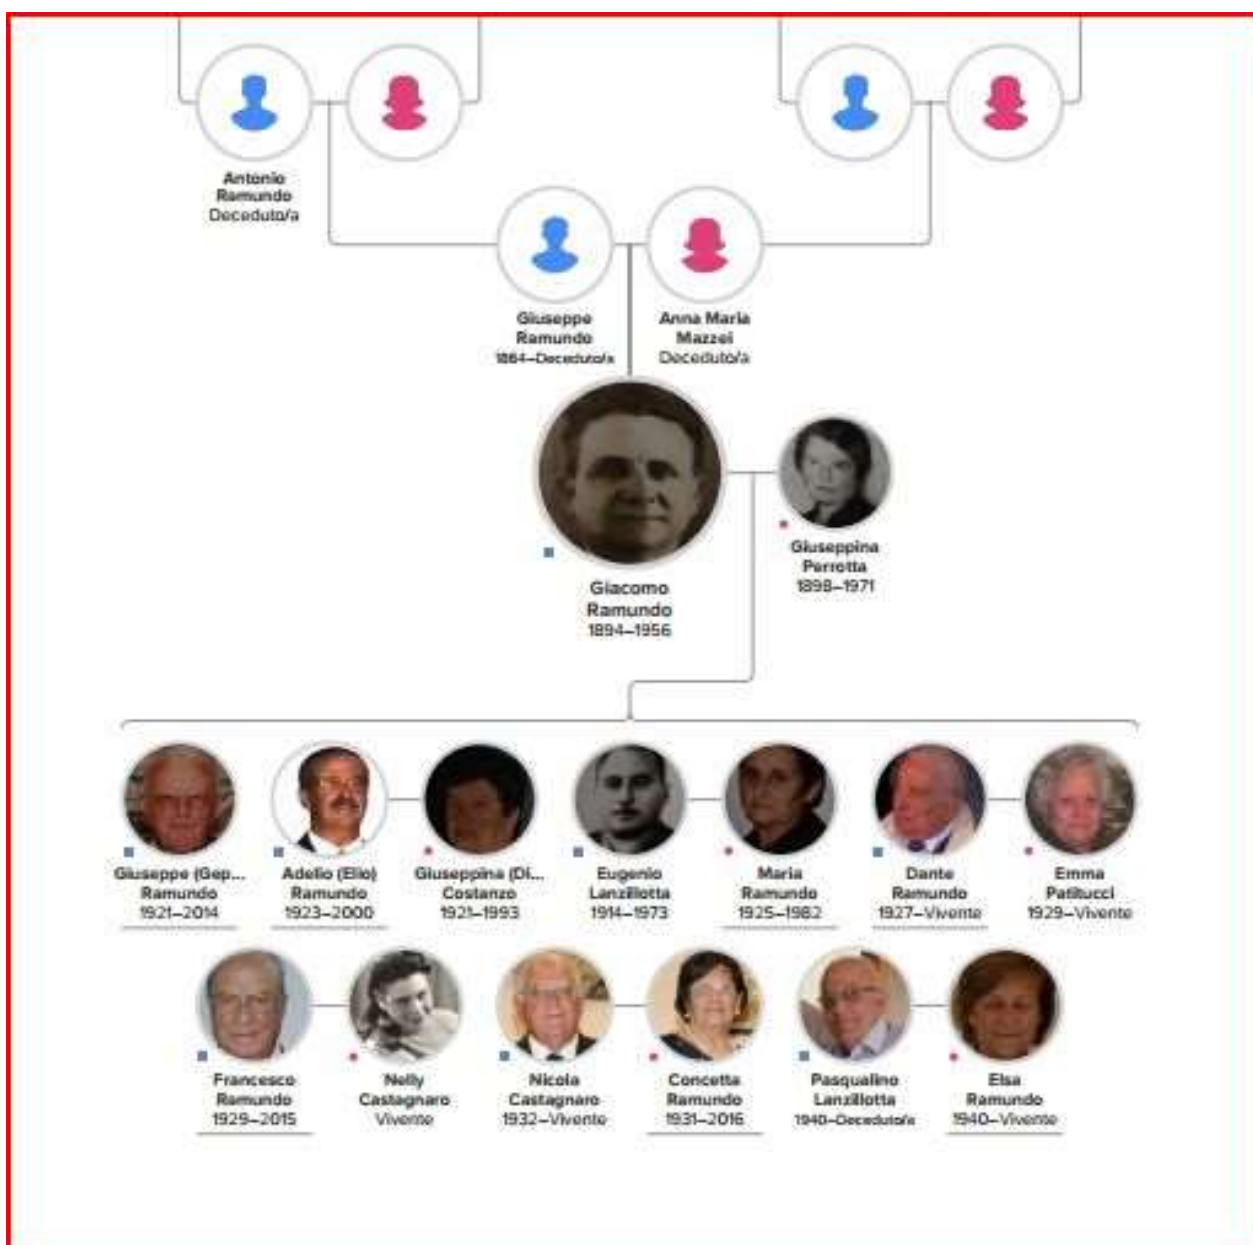 Antonio
Ramundo
Deceduto/a
Giuseppe
Ramundo
1864–Deceduto/a
Anna Maria
Mazzei
Deceduto/a
Giacomo
Ramundo
1894–1956
Giuseppina
Perrotta
1898–1971
Giuseppe (Gep...
Ramundo
1921–2014
Adelio (Elio)
Ramundo
1923–2000
Giuseppina (Di...
Costanzo
1921–1993
Eugenio
Lanzillotta
1914–1973
Maria
Ramundo
1925–1982
Dante
Ramundo
1927–Vivente
Emma
Patitucci
1929–Vivente
Francesco
Ramundo
1929–2015
Nelly
Castagnaro
Vivente
Nicola
Castagnaro
1932–Vivente
Concetta
Ramundo
1931–2016
Pasqualino
Lanzillotta
1940–Deceduto/a
Elsa
Ramundo
1940–Vivente